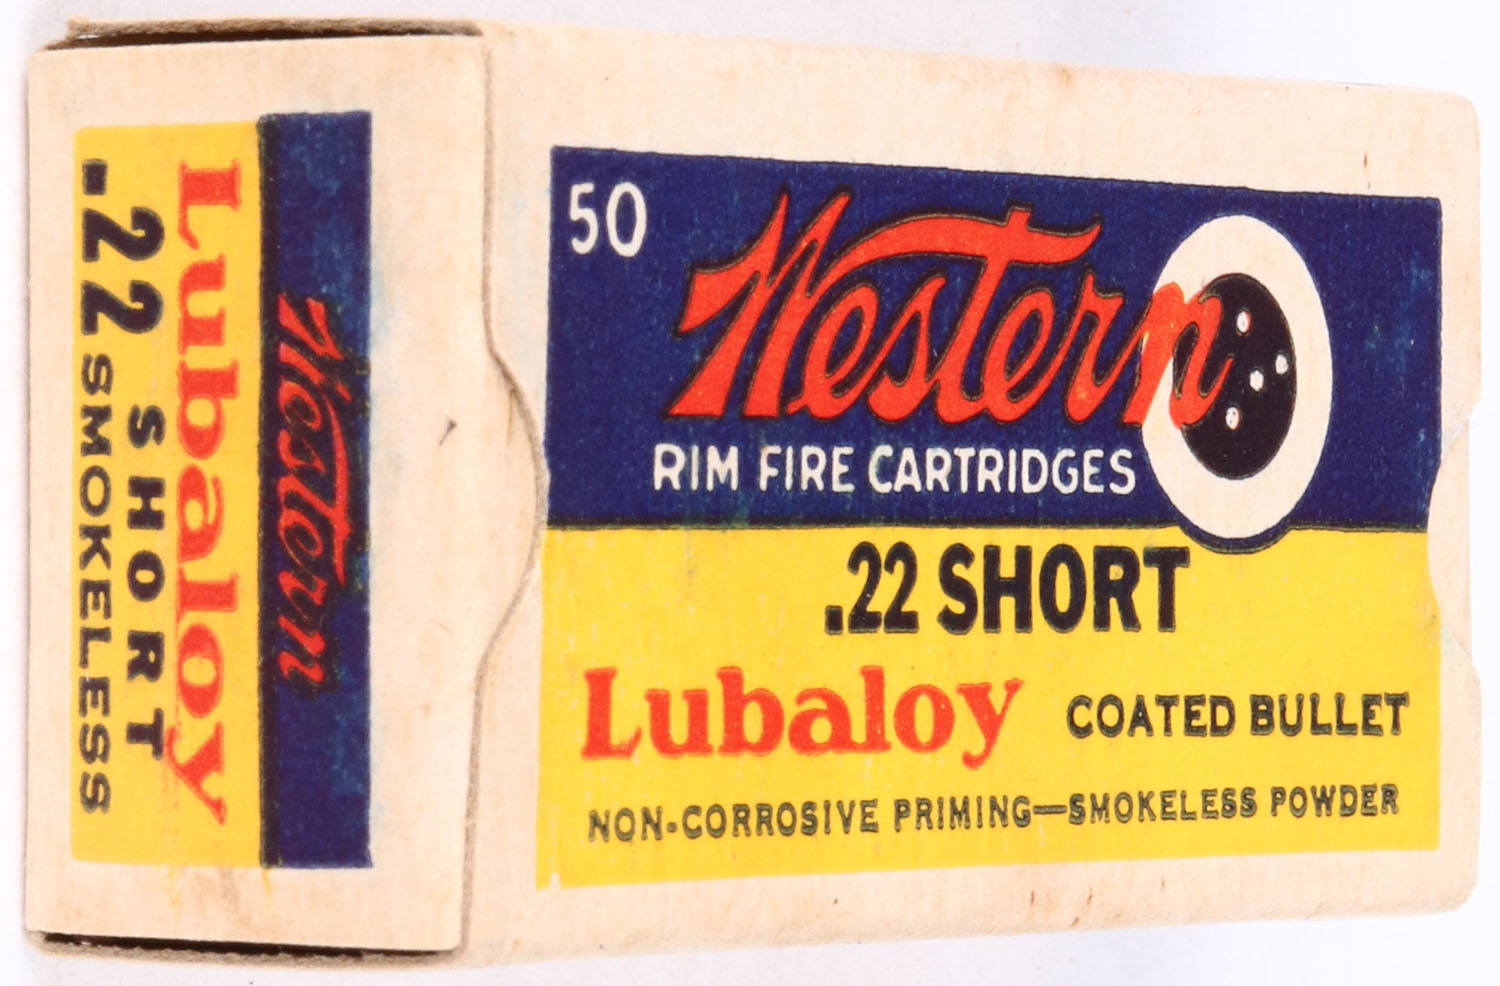 50
Western
RIM FIRE CARTRIDGES
.22 SHORT
Lubaloy COATED BULLET
NON-CORROSIVE PRIMING—SMOKELESS POWDER
Western
Lubaloy
.22 SHORT
.22 SMOKELESS